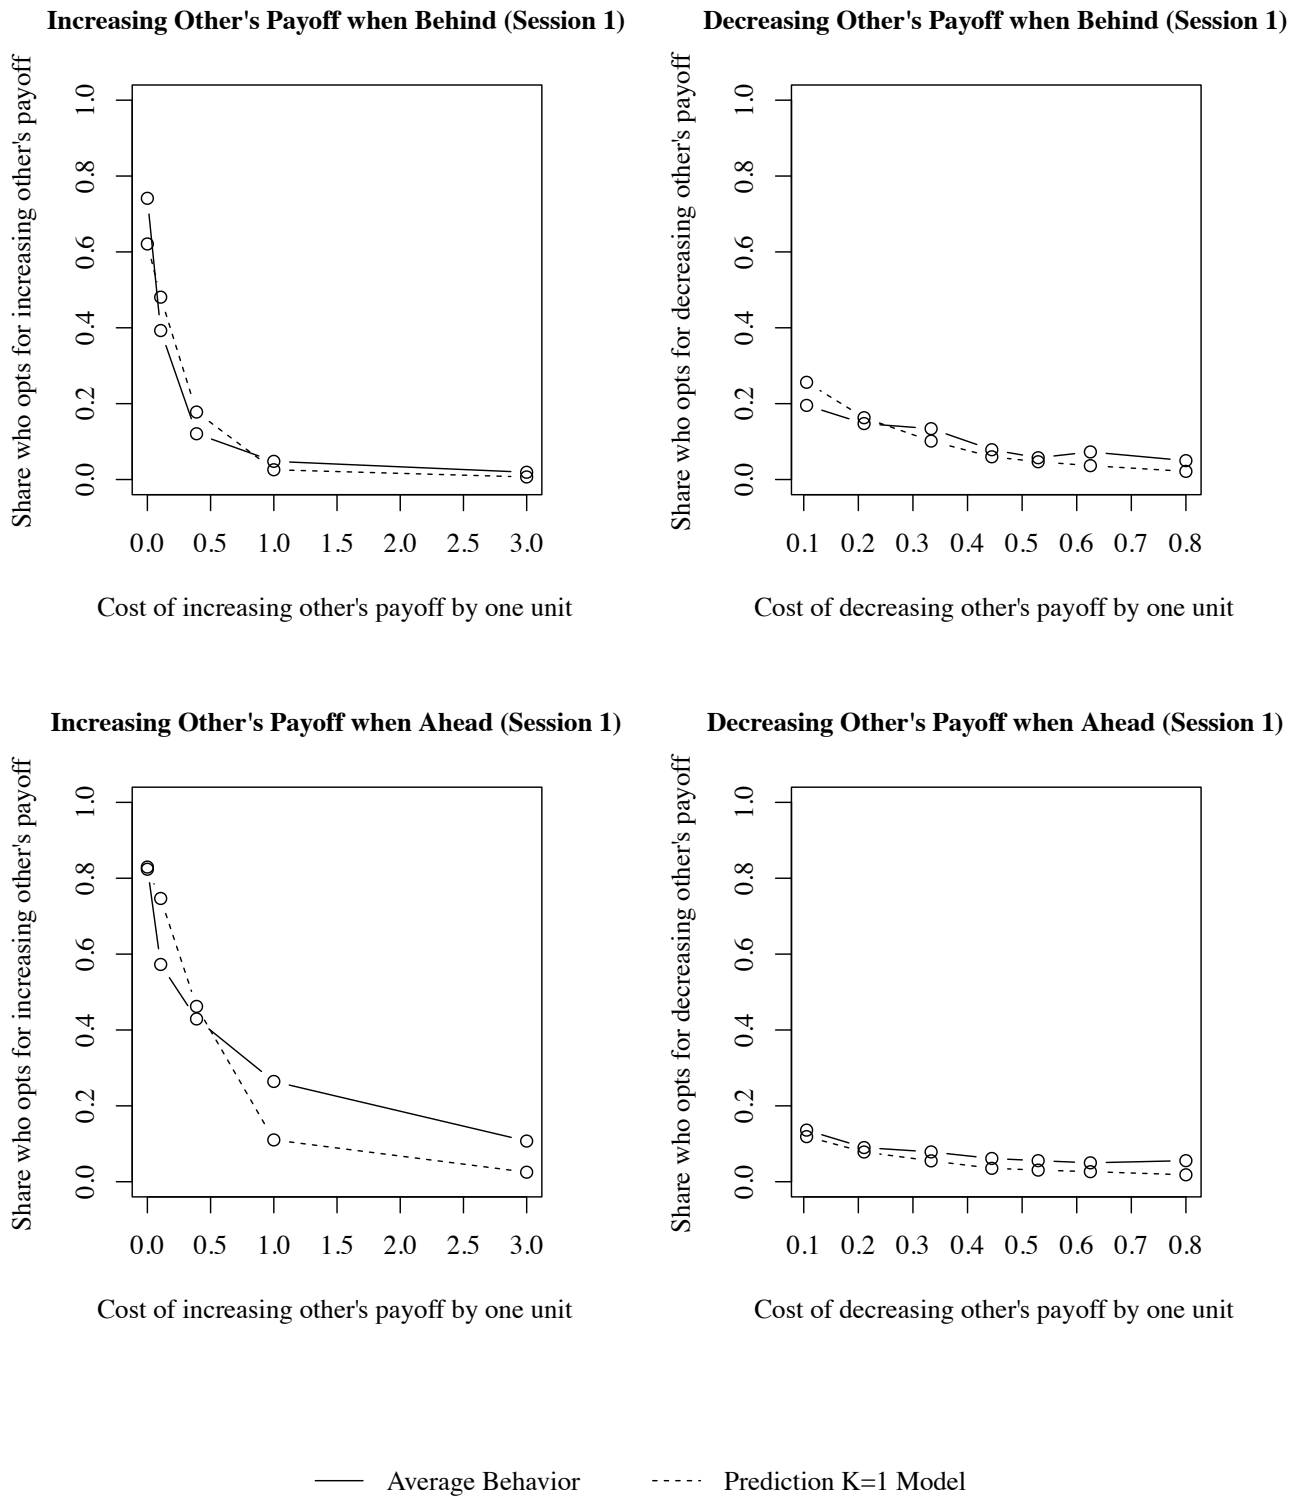 Increasing Other's Payoff when Behind (Session 1)
Share who opts for increasing other's payoff
1.0
0.8
0.6
0.4
0.2
0.0
0.0 0.5 1.0 1.5 2.0 2.5 3.0
Cost of increasing other's payoff by one unit
Decreasing Other's Payoff when Behind (Session 1)
Share who opts for decreasing other's payoff
1.0
0.8
0.6
0.4
0.2
0.0
0.1 0.2 0.3 0.4 0.5 0.6 0.7 0.8
Cost of decreasing other's payoff by one unit
Increasing Other's Payoff when Ahead (Session 1)
Share who opts for increasing other's payoff
1.0
0.8
0.6
0.4
0.2
0.0
0.0 0.5 1.0 1.5 2.0 2.5 3.0
Cost of increasing other's payoff by one unit
Decreasing Other's Payoff when Ahead (Session 1)
Share who opts for decreasing other's payoff
1.0
0.8
0.6
0.4
0.2
0.0
0.1 0.2 0.3 0.4 0.5 0.6 0.7 0.8
Cost of decreasing other's payoff by one unit
Average Behavior
Prediction K=1 Model